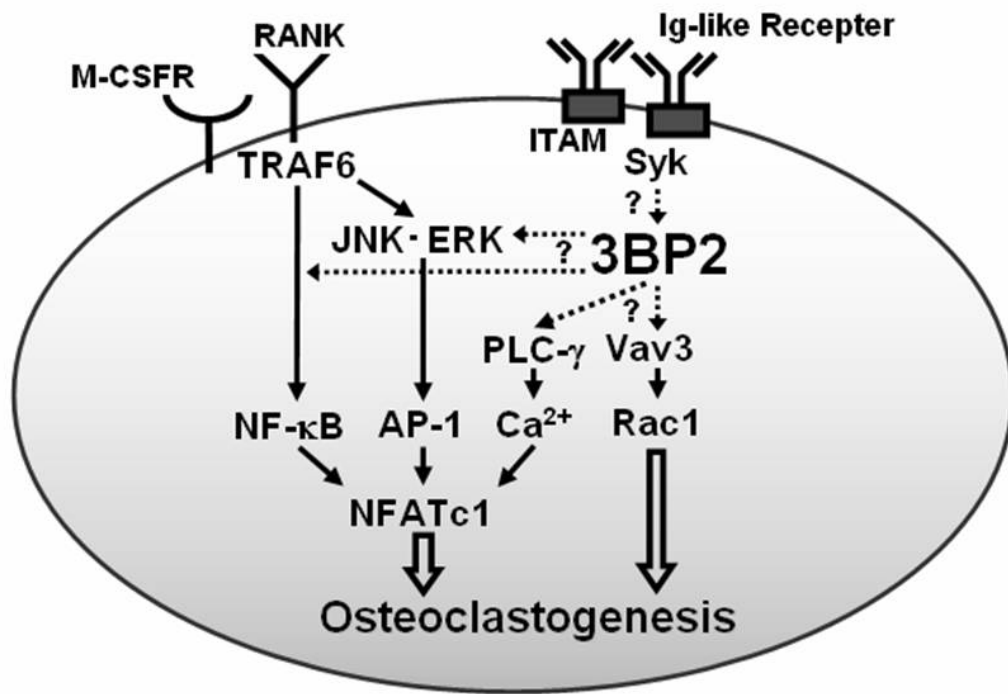 RANK
Ig-like Recepter
M-CSFR
ITAM
TRAF6
Syk
?
JNK - ERK
?
3BP2
?
PLC-γ
Vav3
NF-κB
AP-1
Ca²⁺
Rac1
NFATc1
Osteoclastogenesis